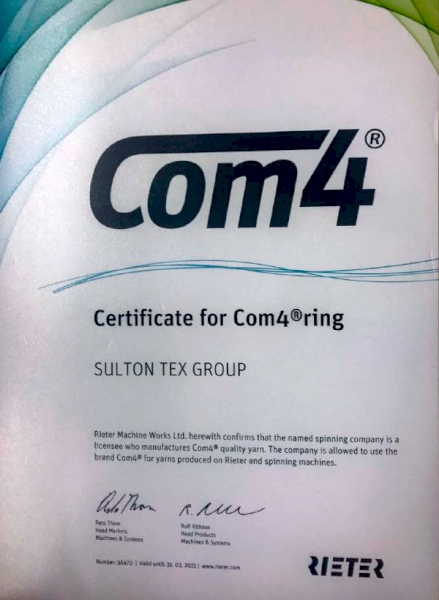 Com4®
Certificate for Com4®ring
SULTON TEX GROUP
Rieter Machine Works Ltd. herewith confirms that the named spinning company is a
licensee who manufactures Com4® quality yarn. The company is allowed to use the
brand Com4® for yarns produced on Rieter end spinning machines.
Reto Thom Rolf Althaus
Head Markets Head Products
Machines & Systems Machines & Systems
Valid until: 31. 03. 2021 | www.rieter.com
RIETER